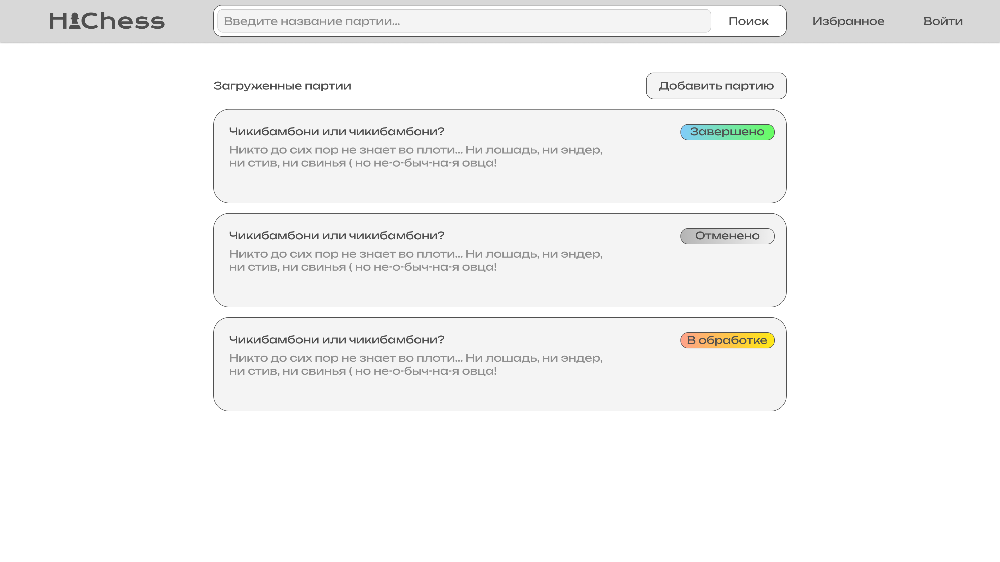 HiChess
Введите название партии...
Поиск
Избранное
Войти
Загруженные партии
Добавить партию
Чикибамбони или чикибамбони?
Завершено
Никто до сих пор не знает во плоти... Ни лошадь, ни эндер,
ни стив, ни свинья ( но не-о-быч-на-я овца!
Чикибамбони или чикибамбони?
Отменено
Никто до сих пор не знает во плоти... Ни лошадь, ни эндер,
ни стив, ни свинья ( но не-о-быч-на-я овца!
Чикибамбони или чикибамбони?
В обработке
Никто до сих пор не знает во плоти... Ни лошадь, ни эндер,
ни стив, ни свинья ( но не-о-быч-на-я овца!